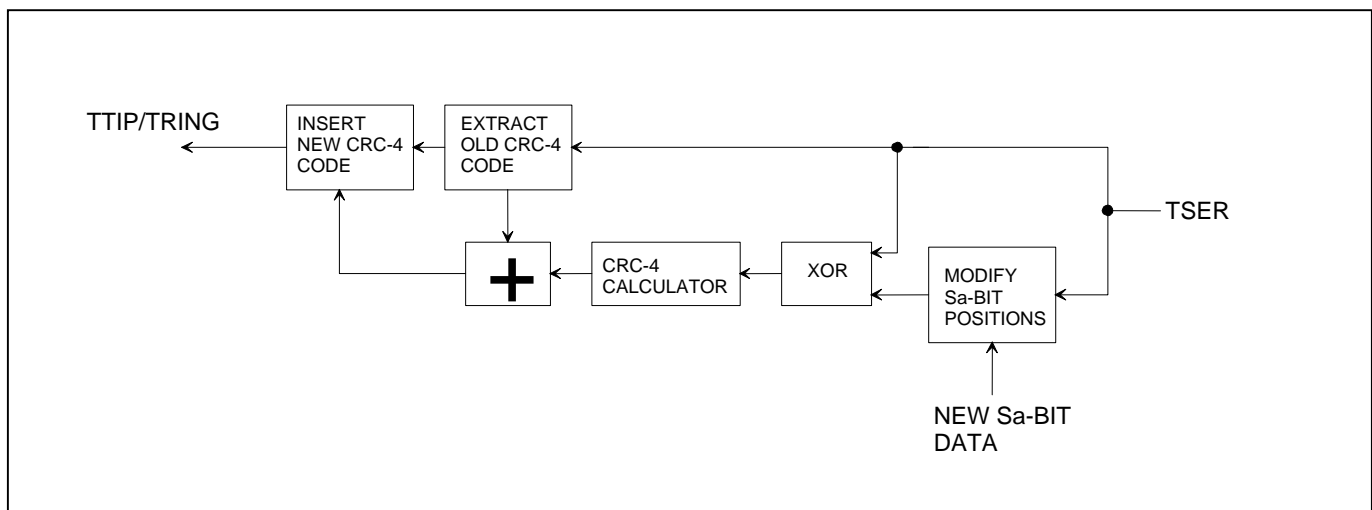 TTIP/TRING
INSERT
NEW CRC-4
CODE
EXTRACT
OLD CRC-4
CODE
TSER
+
CRC-4
CALCULATOR
XOR
MODIFY
Sa-BIT
POSITIONS
NEW Sa-BIT
DATA